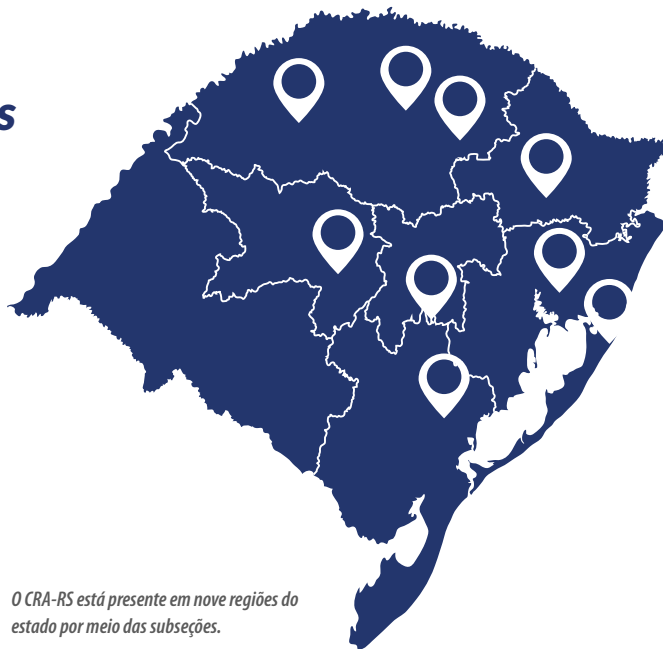 s
O CRA-RS está presente em nove regiões do
estado por meio das subseções.